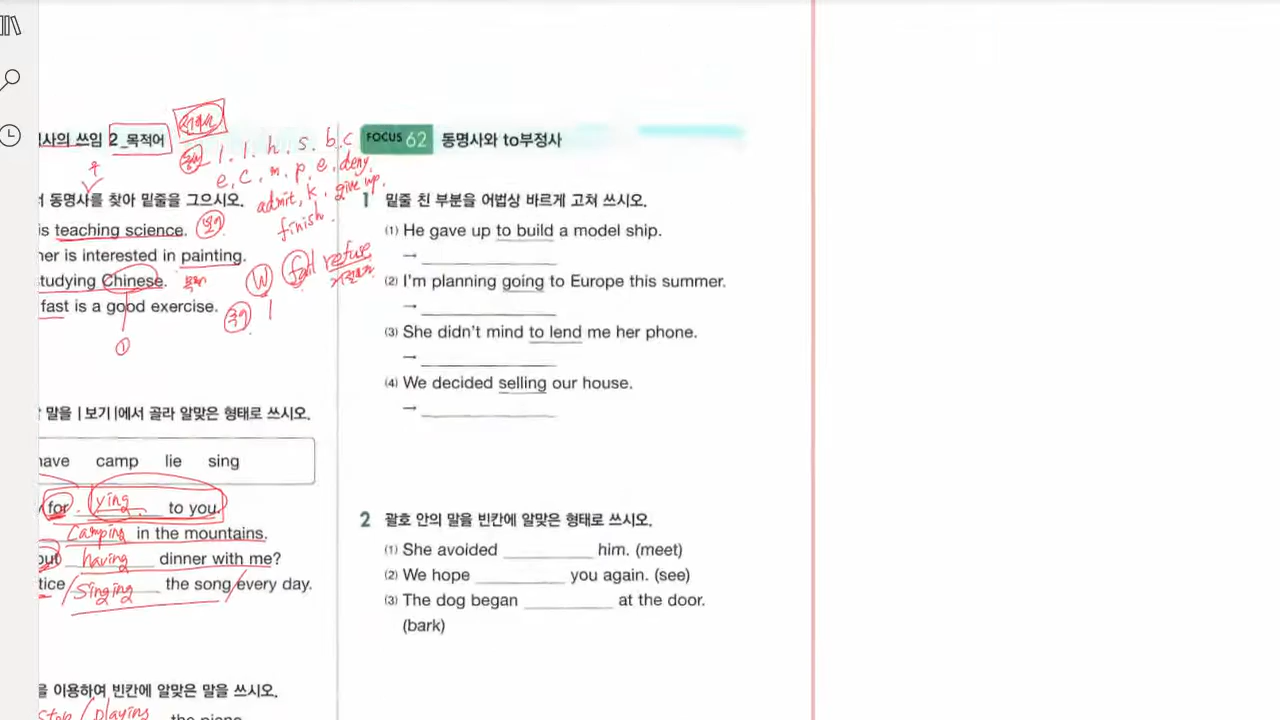 사의 쓰임 2_목적어
동명사를 찾아 밑줄을 그으시오.
is teaching science.
her is interested in painting.
tudying Chinese.
fast is a good exercise.
①
l. l. h. s. b. c
e. c. m. p. e. deny.
admit, k. give up.
finish.
W fail refuse
말을 |보기|에서 골라 알맞은 형태로 쓰시오.
have camp lie sing
for ying to you.
Camping in the mountains.
out having dinner with me?
tice Singing the song every day.
을 이용하여 빈칸에 알맞은 말을 쓰시오.
stop playing the piano
FOCUS 62 동명사와 to부정사
1 밑줄 친 부분을 어법상 바르게 고쳐 쓰시오.
(1) He gave up to build a model ship.
→
(2) I'm planning going to Europe this summer.
→
(3) She didn't mind to lend me her phone.
→
(4) We decided selling our house.
→
2 괄호 안의 말을 빈칸에 알맞은 형태로 쓰시오.
(1) She avoided ________ him. (meet)
(2) We hope ________ you again. (see)
(3) The dog began ________ at the door.
(bark)